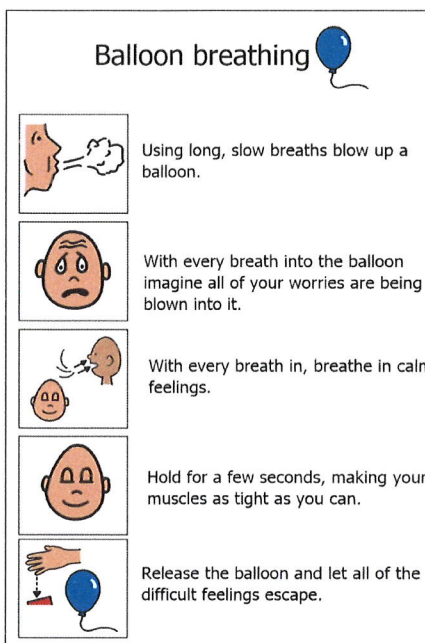 Balloon breathing
Using long, slow breaths blow up a
balloon.
With every breath into the balloon
imagine all of your worries are being
blown into it.
With every breath in, breathe in calm
feelings.
Hold for a few seconds, making your
muscles as tight as you can.
Release the balloon and let all of the
difficult feelings escape.